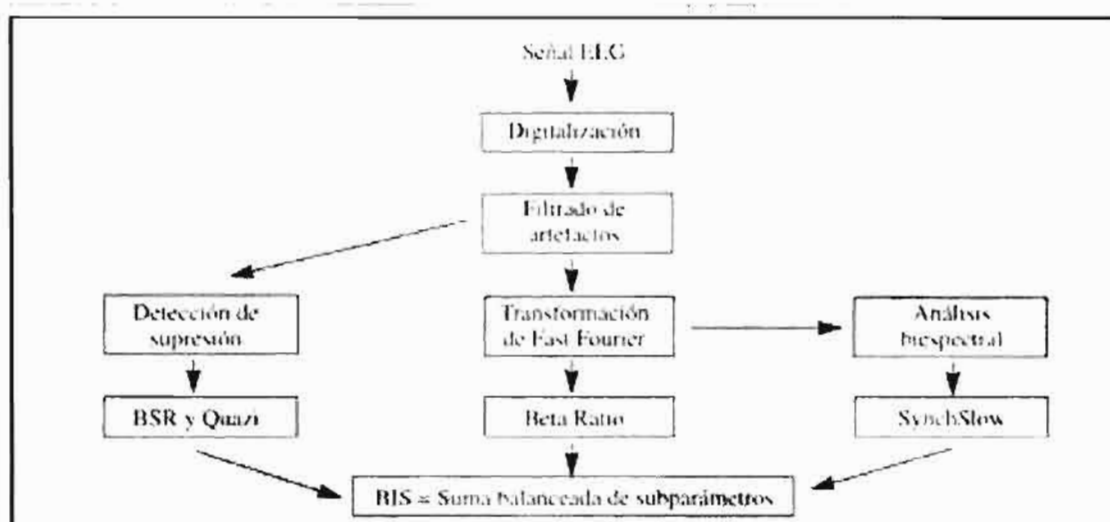 Señal EEG
Digitalización
Filtrado de
artefactos
Detección de
supresión
Transformación
de Fast Fourier
Análisis
biespectral
BSR y Quazi
Beta Ratio
SynchSlow
BIS = Suma balanceada de subparámetros